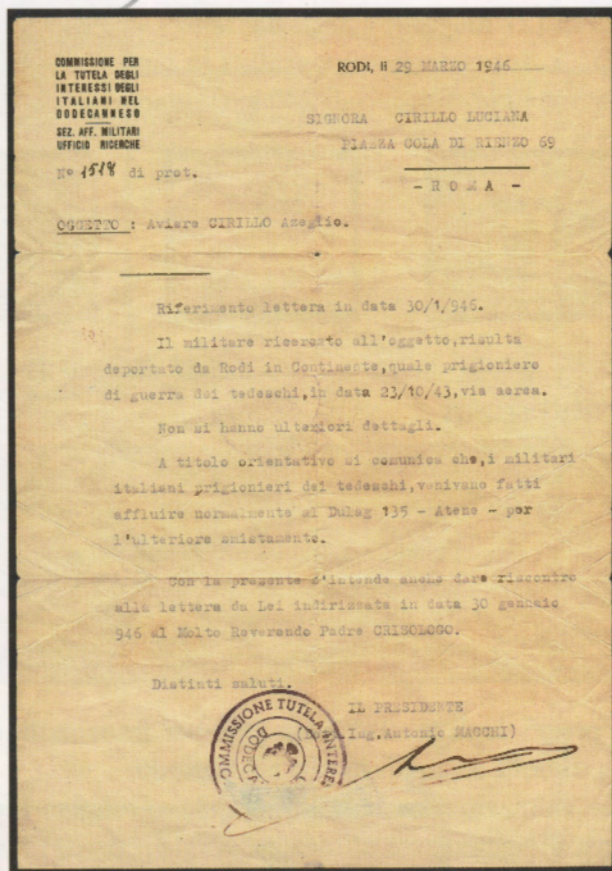 COMMISSIONE PER
LA TUTELA DEGLI
INTERESSI DEGLI
ITALIANI NEL
DODECANNESO
SEZ. AFF. MILITARI
UFFICIO RICERCHE
Nº 1518 di prot.
RODI, li 29 MARZO 1946
SIGNORA CIRILLO LUCIANA
PIAZZA COLA DI RIENZO 69
- R O M A -
OGGETTO : Aviere CIRILLO Azeglio.
Riferimento lettera in data 30/1/946.
Il militare ricercato all'oggetto,risulta
deportato da Rodi in Continente,quale prigioniero
di guerra dei tedeschi,in data 23/10/43,via aerea.
Non si hanno ulteriori dettagli.
A titolo orientativo si comunica che,i militari
italiani prigionieri dei tedeschi,venivano fatti
affluire normalmente al Dulag 135 - Atene - per
l'ulteriore smistamento.
Con la presente s'intende anche dare riscontro
alla lettera da Lei indirizzata in data 30 gennaio
946 al Molto Reverendo Padre GRISOLOGO.
Distinti saluti.
IL PRESIDENTE
Ing.Antonio MACCHI)
COMMISSIONE TUTELA INTERES
DODECA